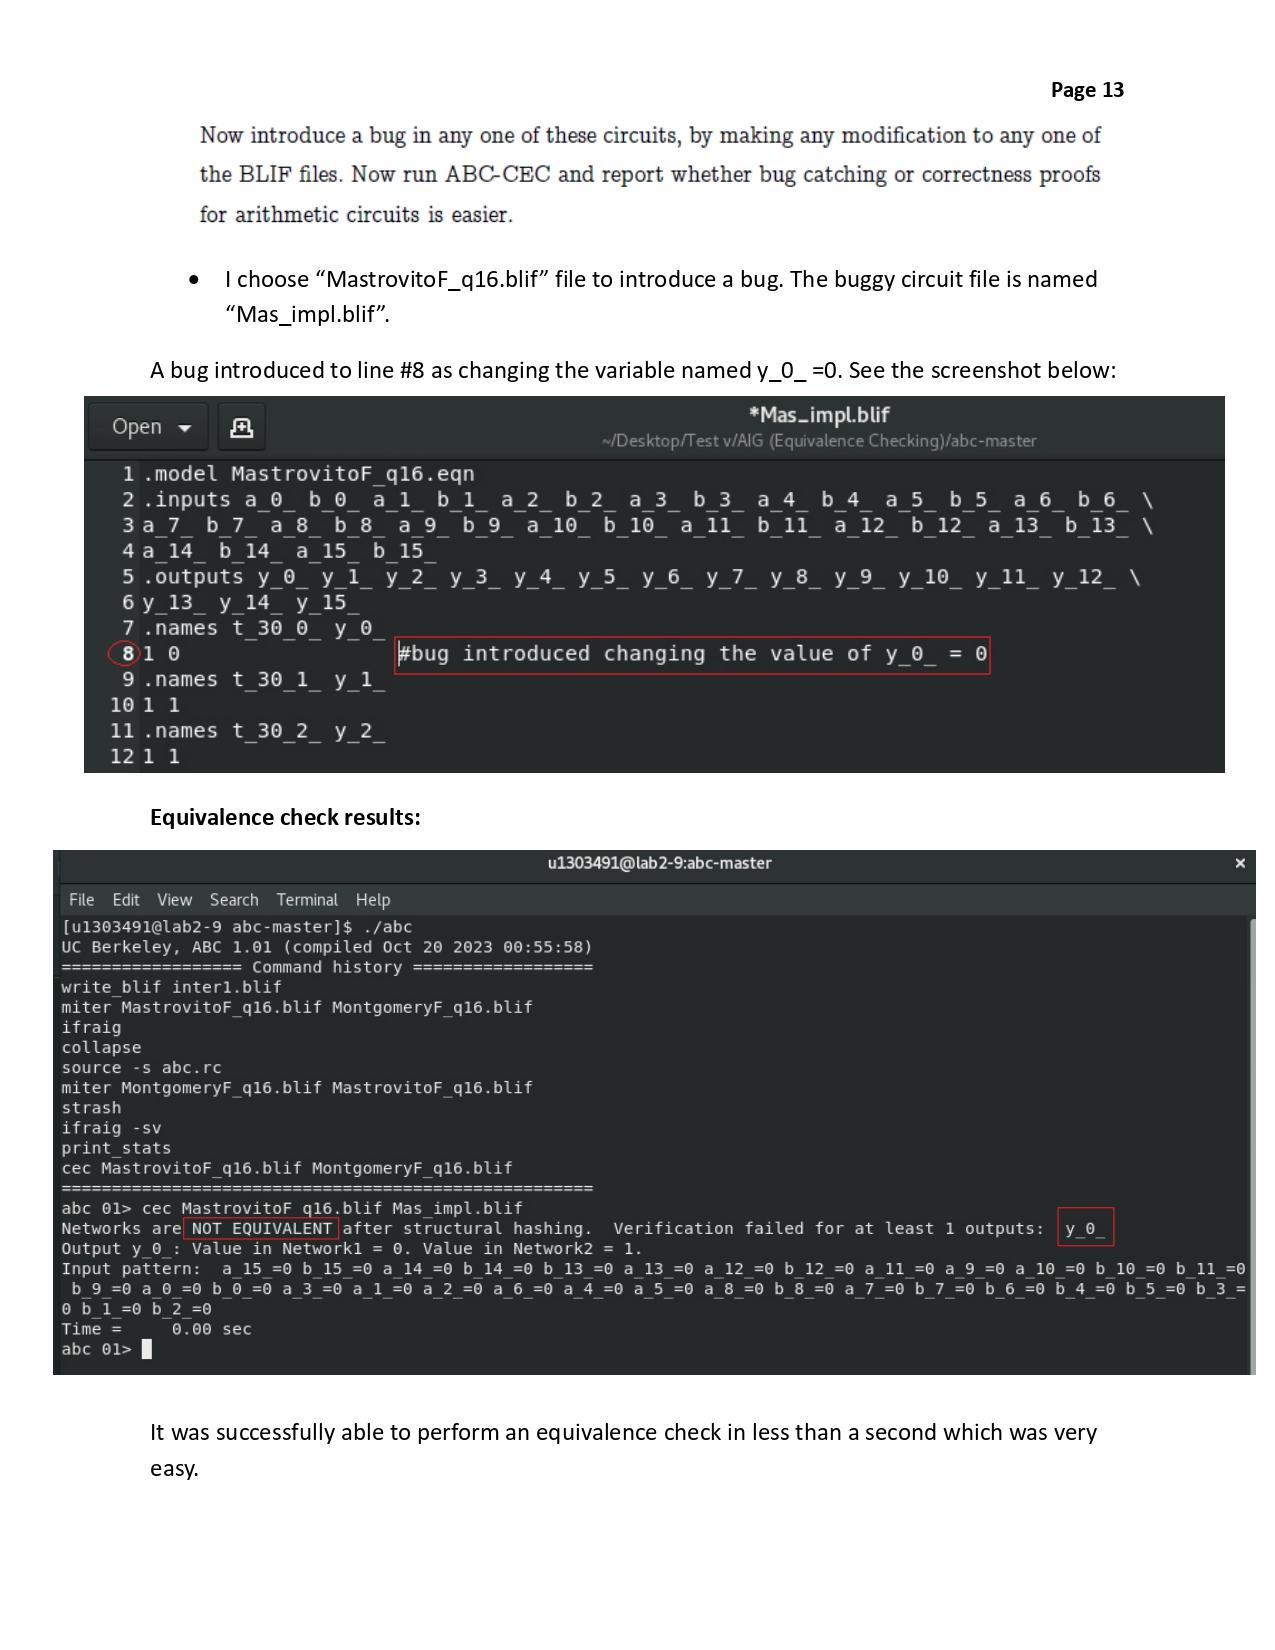 Page 13
Now introduce a bug in any one of these circuits, by making any modification to any one of
the BLIF files. Now run ABC-CEC and report whether bug catching or correctness proofs
for arithmetic circuits is easier.
• I choose “MastrovitoF_q16.blif” file to introduce a bug. The buggy circuit file is named
“Mas_impl.blif”.
A bug introduced to line #8 as changing the variable named y_0_ =0. See the screenshot below:
Open
*Mas_impl.blif
~/Desktop/Test v/AIG (Equivalence Checking)/abc-master
1 .model MastrovitoF_q16.eqn
2 .inputs a_0_ b_0_ a_1_ b_1_ a_2_ b_2_ a_3_ b_3_ a_4_ b_4_ a_5_ b_5_ a_6_ b_6_ \
3 a_7_ b_7_ a_8_ b_8_ a_9_ b_9_ a_10_ b_10_ a_11_ b_11_ a_12_ b_12_ a_13_ b_13_ \
4 a_14_ b_14_ a_15_ b_15_
5 .outputs y_0_ y_1_ y_2_ y_3_ y_4_ y_5_ y_6_ y_7_ y_8_ y_9_ y_10_ y_11_ y_12_ \
6 y_13_ y_14_ y_15_
7 .names t_30_0_ y_0_
8 1 0 #bug introduced changing the value of y_0_ = 0
9 .names t_30_1_ y_1_
10 1 1
11 .names t_30_2_ y_2_
12 1 1
Equivalence check results:
u1303491@lab2-9:abc-master ×
File Edit View Search Terminal Help
[u1303491@lab2-9 abc-master]$ ./abc
UC Berkeley, ABC 1.01 (compiled Oct 20 2023 00:55:58)
================== Command history ==================
write_blif inter1.blif
miter MastrovitoF_q16.blif MontgomeryF_q16.blif
ifraig
collapse
source -s abc.rc
miter MontgomeryF_q16.blif MastrovitoF_q16.blif
strash
ifraig -sv
print_stats
cec MastrovitoF_q16.blif MontgomeryF_q16.blif
=====================================================
abc 01> cec MastrovitoF_q16.blif Mas_impl.blif
Networks are NOT EQUIVALENT after structural hashing.  Verification failed for at least 1 outputs:  y_0_
Output y_0_: Value in Network1 = 0. Value in Network2 = 1.
Input pattern:  a_15_=0 b_15_=0 a_14_=0 b_14_=0 b_13_=0 a_13_=0 a_12_=0 b_12_=0 a_11_=0 a_9_=0 a_10_=0 b_10_=0 b_11_=0
b_9_=0 a_0_=0 b_0_=0 a_3_=0 a_1_=0 a_2_=0 a_6_=0 a_4_=0 a_5_=0 a_8_=0 b_8_=0 a_7_=0 b_7_=0 b_6_=0 b_4_=0 b_5_=0 b_3_=
0 b_1_=0 b_2_=0
Time =     0.00 sec
abc 01>
It was successfully able to perform an equivalence check in less than a second which was very
easy.